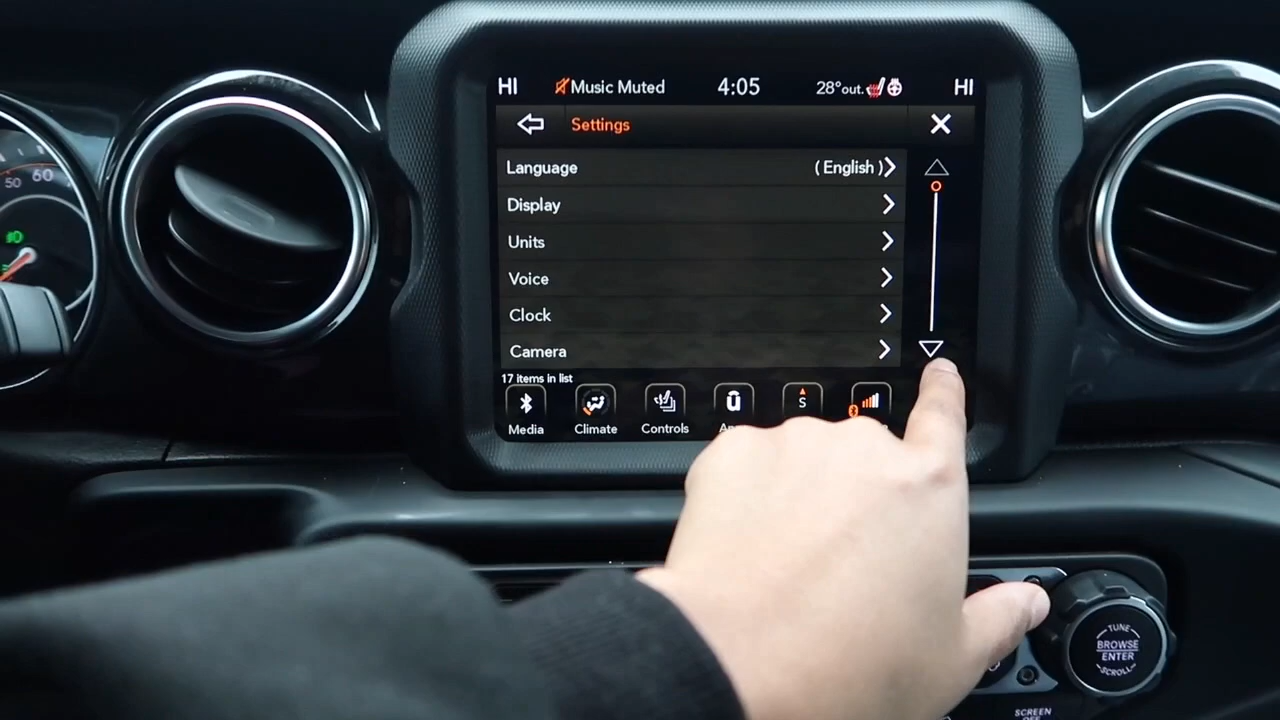 HI Music Muted 4:05 28°out. HI
Settings
Language ( English )
Display
Units
Voice
Clock
Camera
17 items in list
S
Media Climate Controls
50 60
TUNE
BROWSE
ENTER
SCROLL
SCREEN